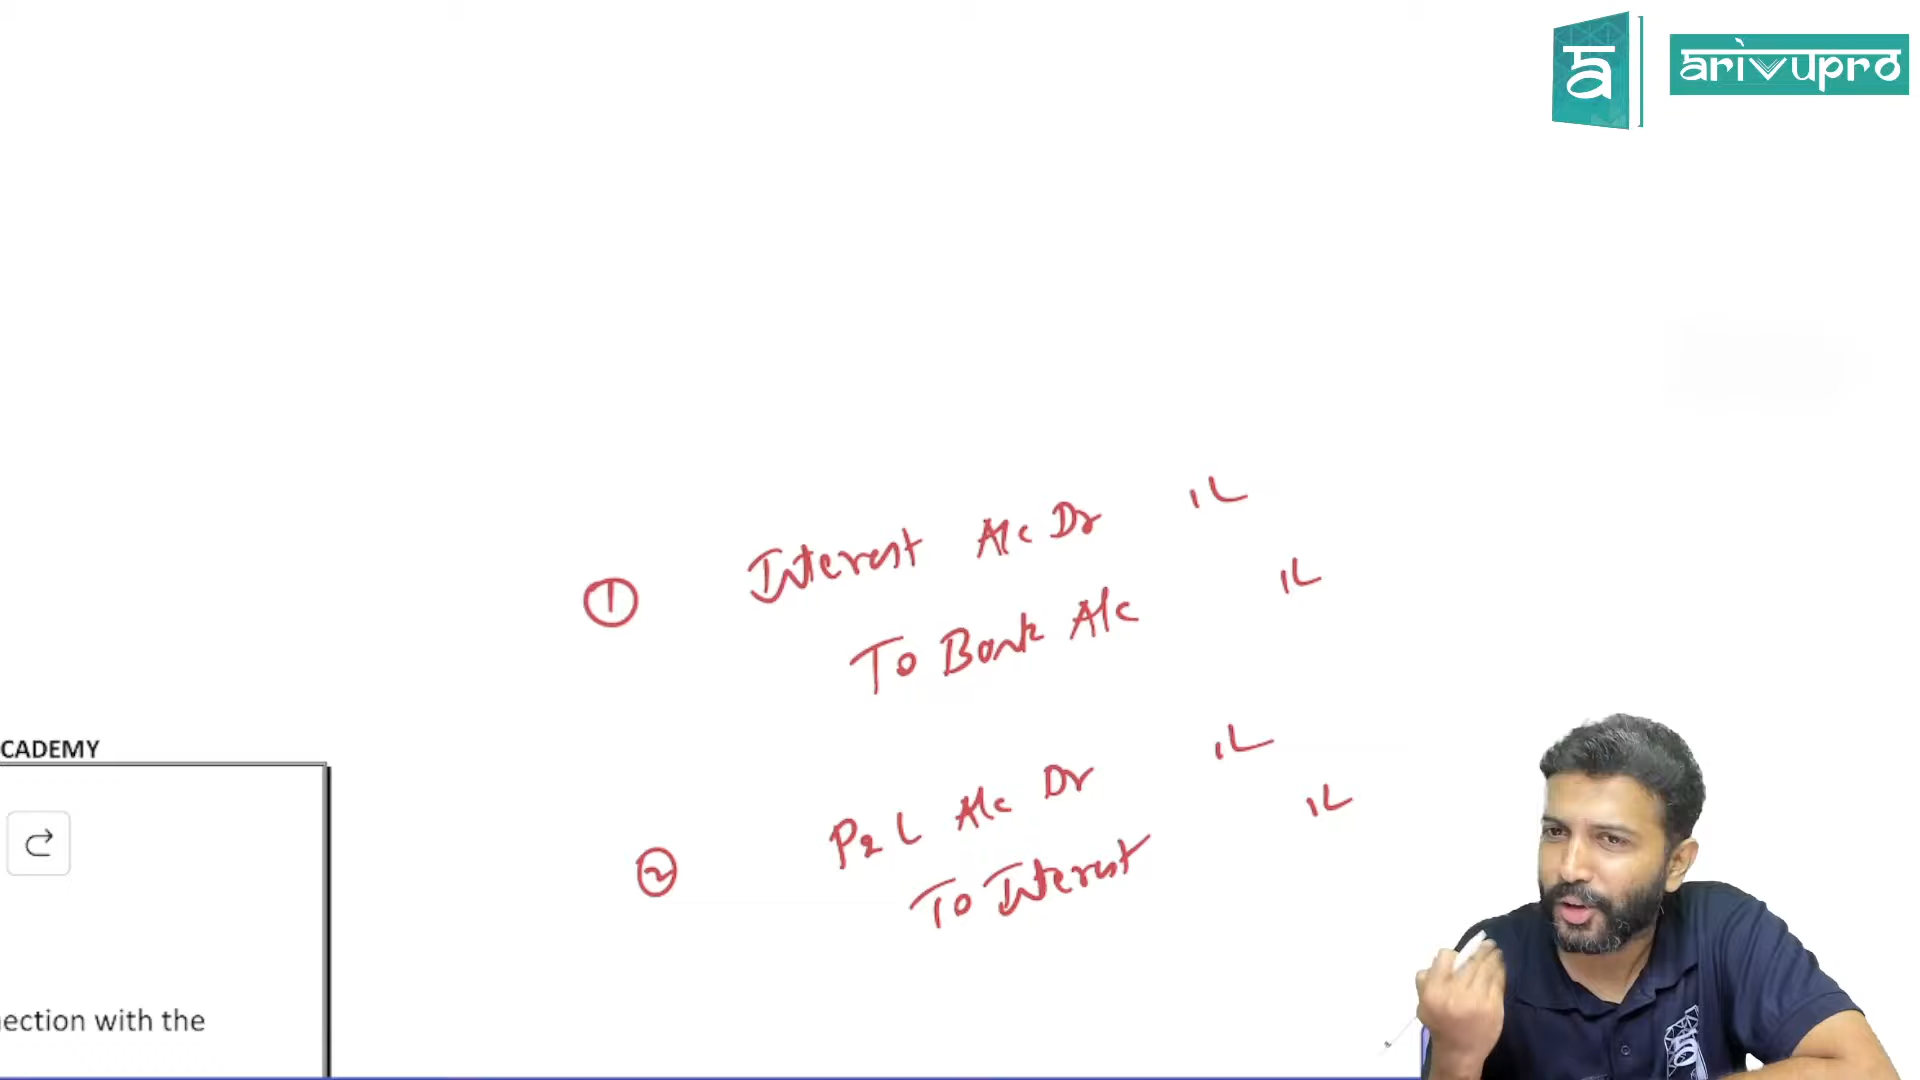 a
arivupro
① Interest A/c Dr 1L
To Bank A/c 1L
② P&L A/c Dr 1L
To Interest 1L
CADEMY
ection with the